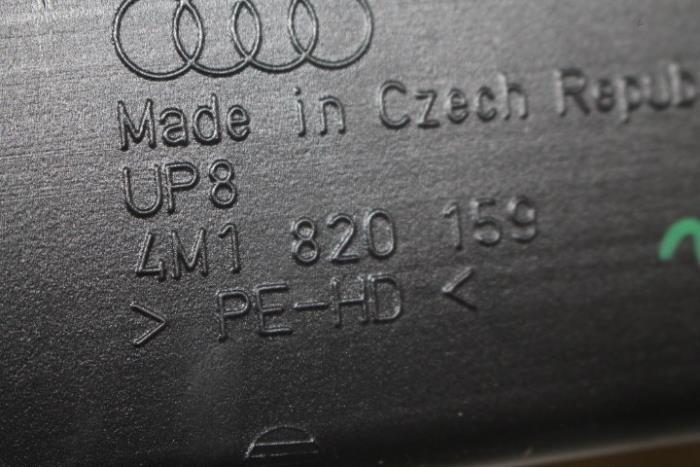 Made in Czech Repub
UP8
4M1 820 159
> PE-HD <